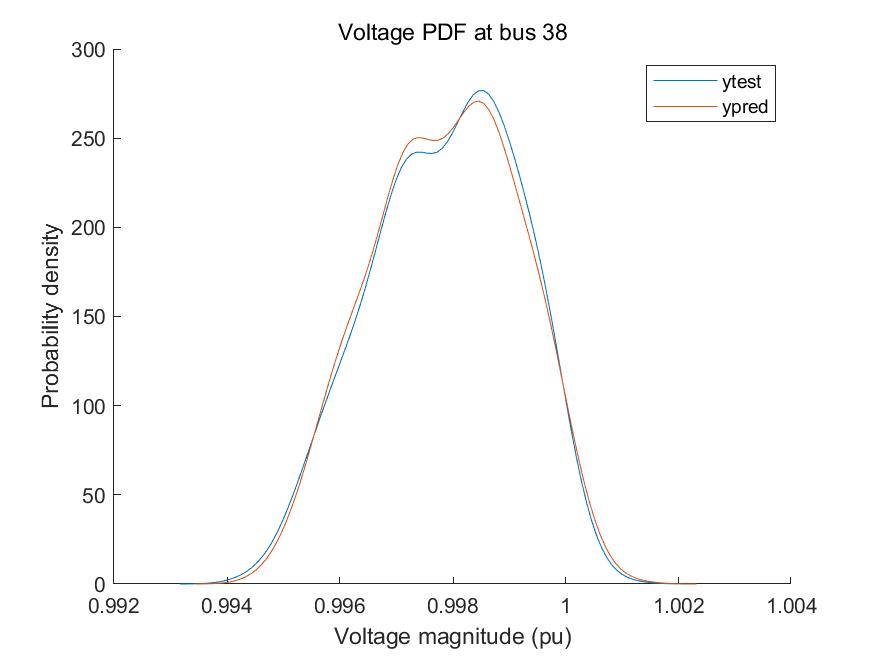 Voltage PDF at bus 38
300
250
200
150
100
50
0
Probability density
ytest
ypred
0.992 0.994 0.996 0.998 1 1.002 1.004
Voltage magnitude (pu)